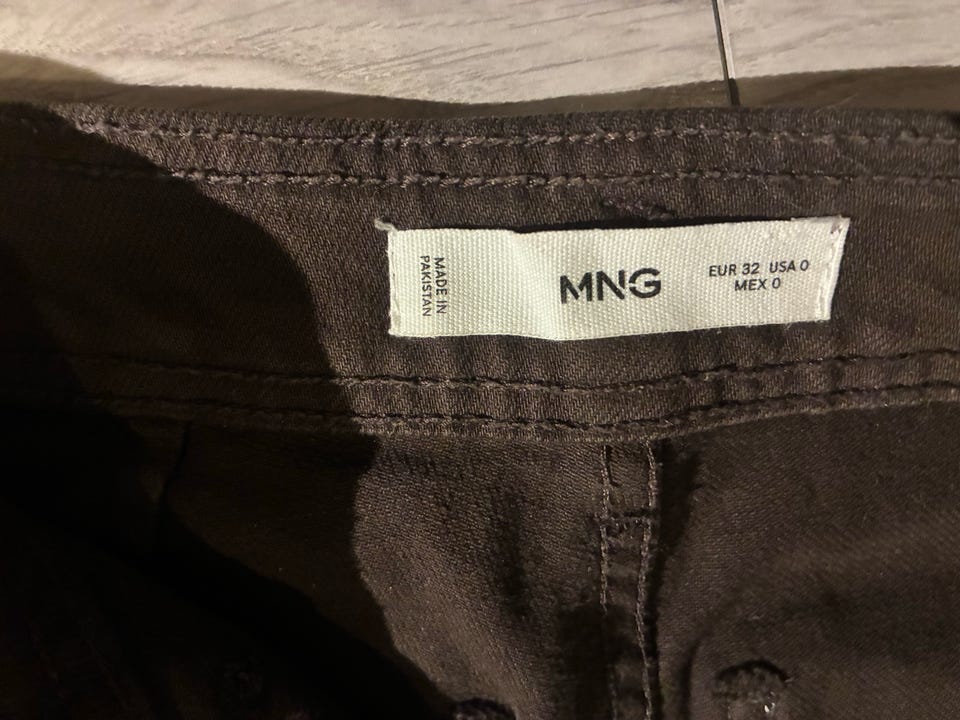 MADE IN
PAKISTAN
MNG
EUR 32 USA 0
MEX 0